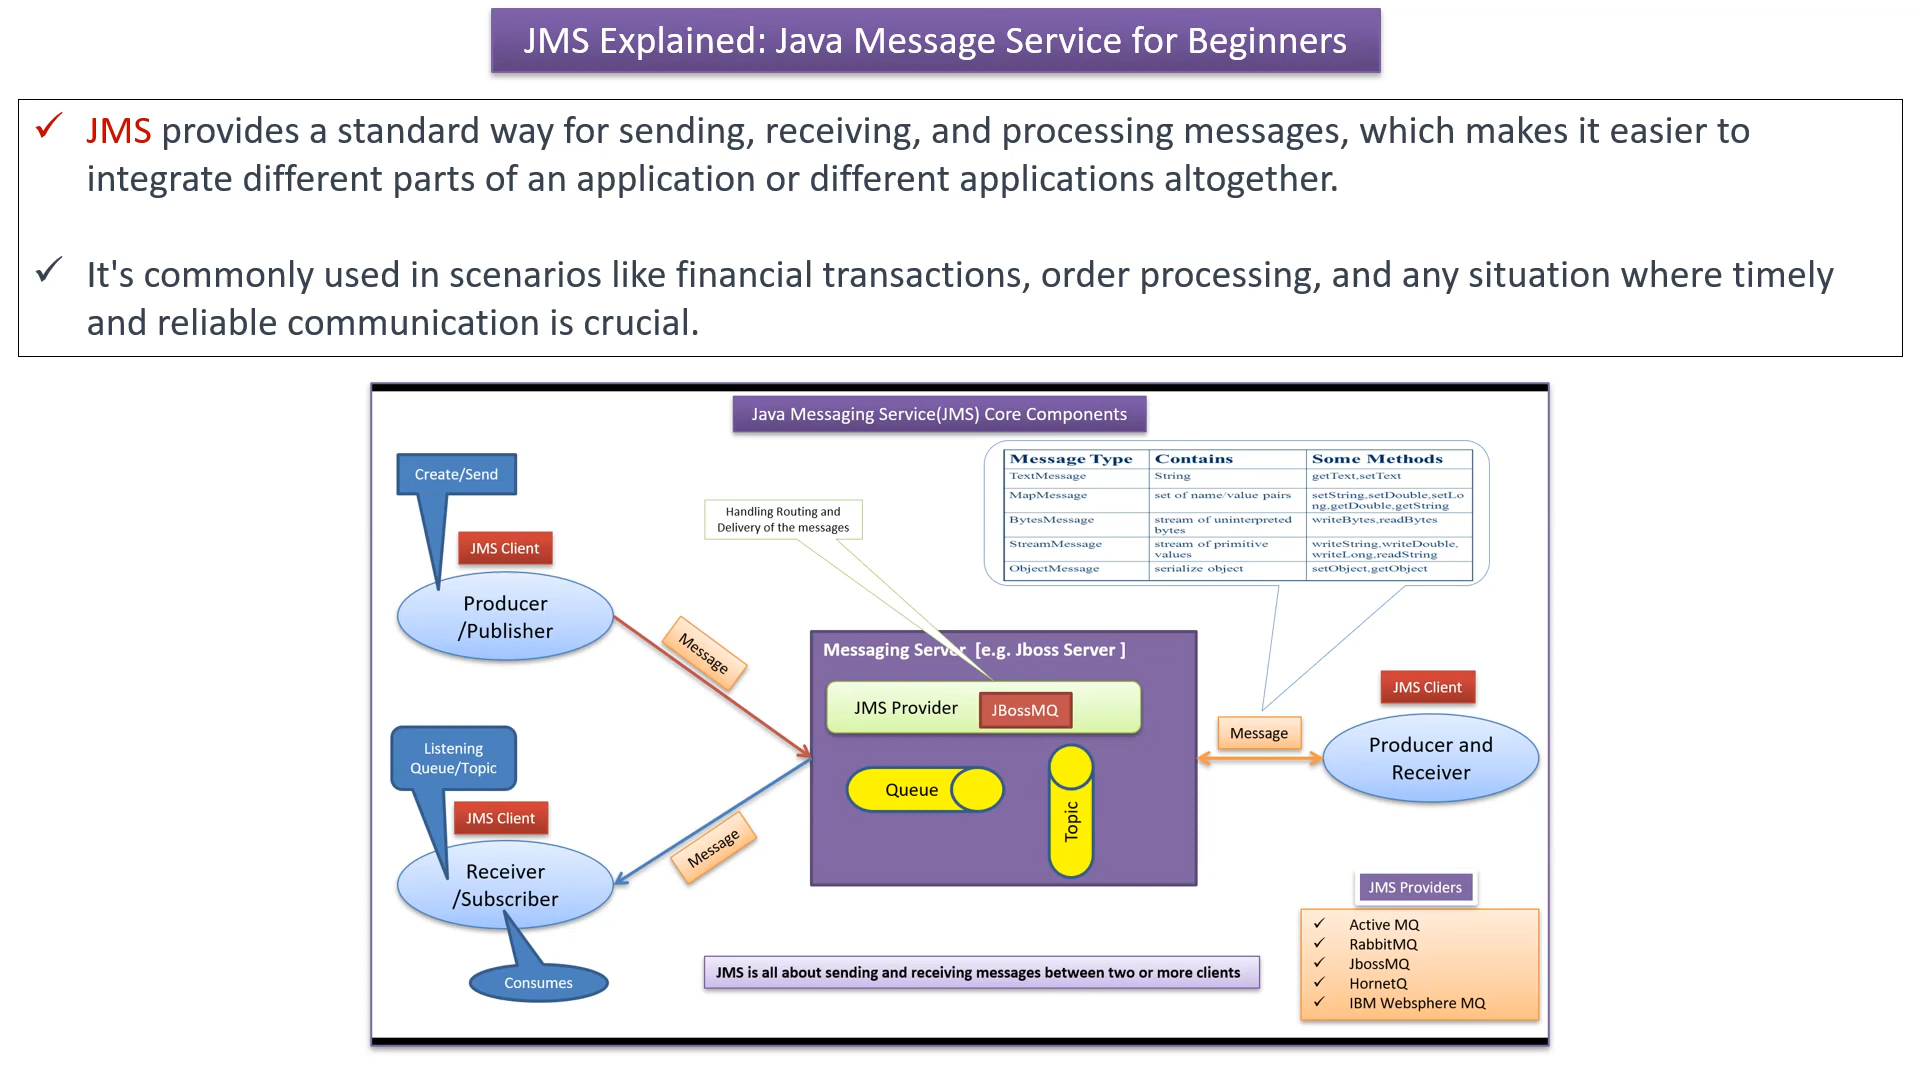 JMS Explained: Java Message Service for Beginners
✓ JMS provides a standard way for sending, receiving, and processing messages, which makes it easier to
integrate different parts of an application or different applications altogether.
✓ It's commonly used in scenarios like financial transactions, order processing, and any situation where timely
and reliable communication is crucial.
Java Messaging Service(JMS) Core Components
Create/Send
JMS Client
Producer
/Publisher
Message
Handling Routing and
Delivery of the messages
Message Type Contains Some Methods
TextMessage String getText,setText
MapMessage set of name/value pairs setString,setDouble,setLo
ng,getDouble,getString
BytesMessage stream of uninterpreted writeBytes,readBytes
bytes
StreamMessage stream of primitive writeString,writeDouble,
values writeLong,readString
ObjectMessage serialize object setObject,getObject
Messaging Server [e.g. Jboss Server ]
JMS Provider JBossMQ
Queue
Topic
Message
JMS Client
Producer and
Receiver
Listening
Queue/Topic
JMS Client
Receiver
/Subscriber
Message
Consumes
JMS is all about sending and receiving messages between two or more clients
JMS Providers
✓ Active MQ
✓ RabbitMQ
✓ JbossMQ
✓ HornetQ
✓ IBM Websphere MQ